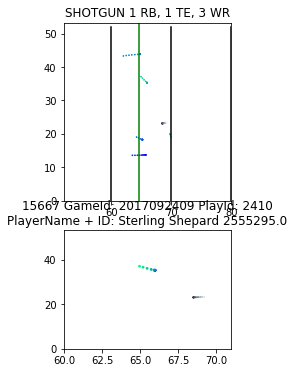 SHOTGUN 1 RB, 1 TE, 3 WR
50
40
30
20
10
0
60 70 80
15667 GameId: 2017092409 PlayId: 2410
PlayerName + ID: Sterling Shepard 2555295.0
40
20
0
60.0 62.5 65.0 67.5 70.0